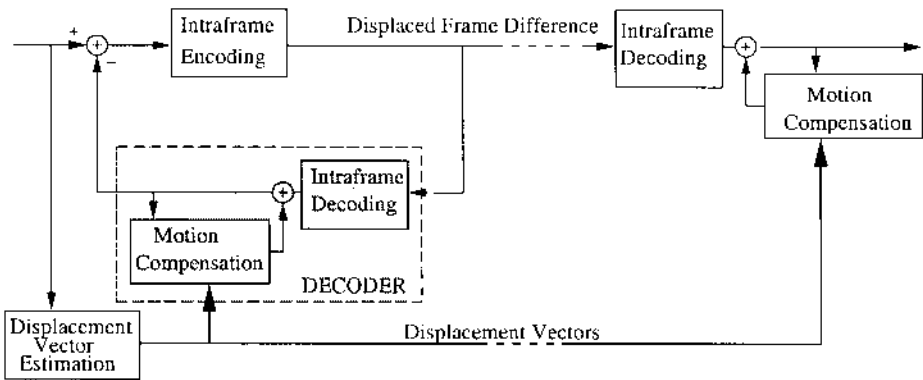 Intraframe
Encoding
Displaced Frame Difference
Intraframe
Decoding
+
+
+
−
Motion
Compensation
Intraframe
Decoding
+
Motion
Compensation
DECODER
Displacement
Vector
Estimation
Displacement Vectors